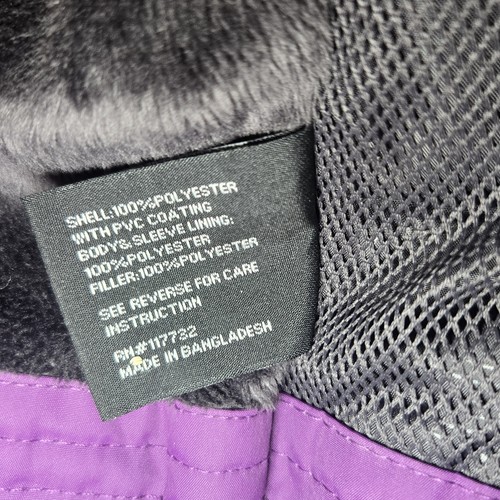 SHELL:100%POLYESTER
WITH PVC COATING
BODY& SLEEVE LINING:
100%POLYESTER
FILLER:100%POLYESTER
SEE REVERSE FOR CARE
INSTRUCTION
RN#117732
MADE IN BANGLADESH